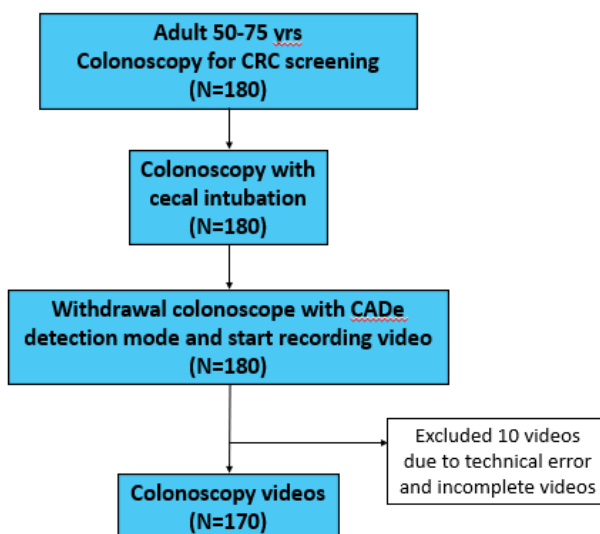 Adult 50-75 yrs
Colonoscopy for CRC screening
(N=180)
Colonoscopy with
cecal intubation
(N=180)
Withdrawal colonoscope with CADe
detection mode and start recording video
(N=180)
Excluded 10 videos
due to technical error
and incomplete videos
Colonoscopy videos
(N=170)